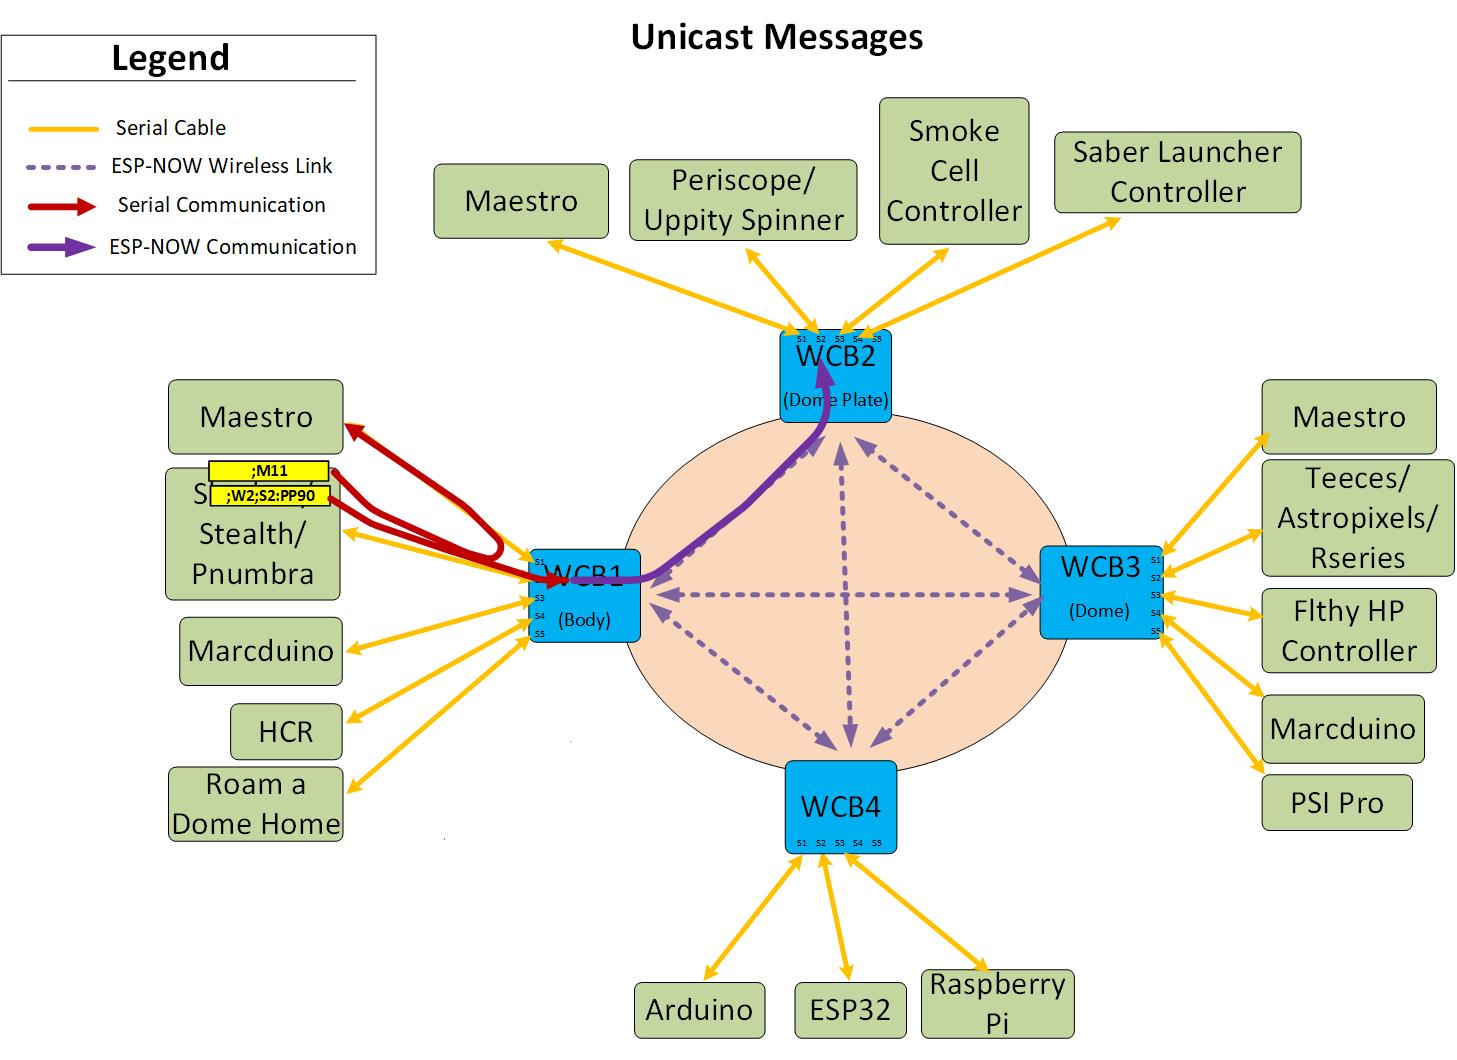 Unicast Messages
Legend
Serial Cable
ESP-NOW Wireless Link
Serial Communication
ESP-NOW Communication
Maestro
Periscope/
Uppity Spinner
Smoke
Cell
Controller
Saber Launcher
Controller
S1 S2 S3 S4 S5
WCB2
(Dome Plate)
Maestro
;M11
;W2;S2:PP90
Stealth/
Pnumbra
Marcduino
HCR
Roam a
Dome Home
S1
WCB1
S3
(Body)
S4
S5
WCB3
(Dome)
S1
S2
S3
S4
S5
Maestro
Teeces/
Astropixels/
Rseries
Flthy HP
Controller
Marcduino
PSI Pro
WCB4
S1 S2 S3 S4 S5
Arduino
ESP32
Raspberry
Pi